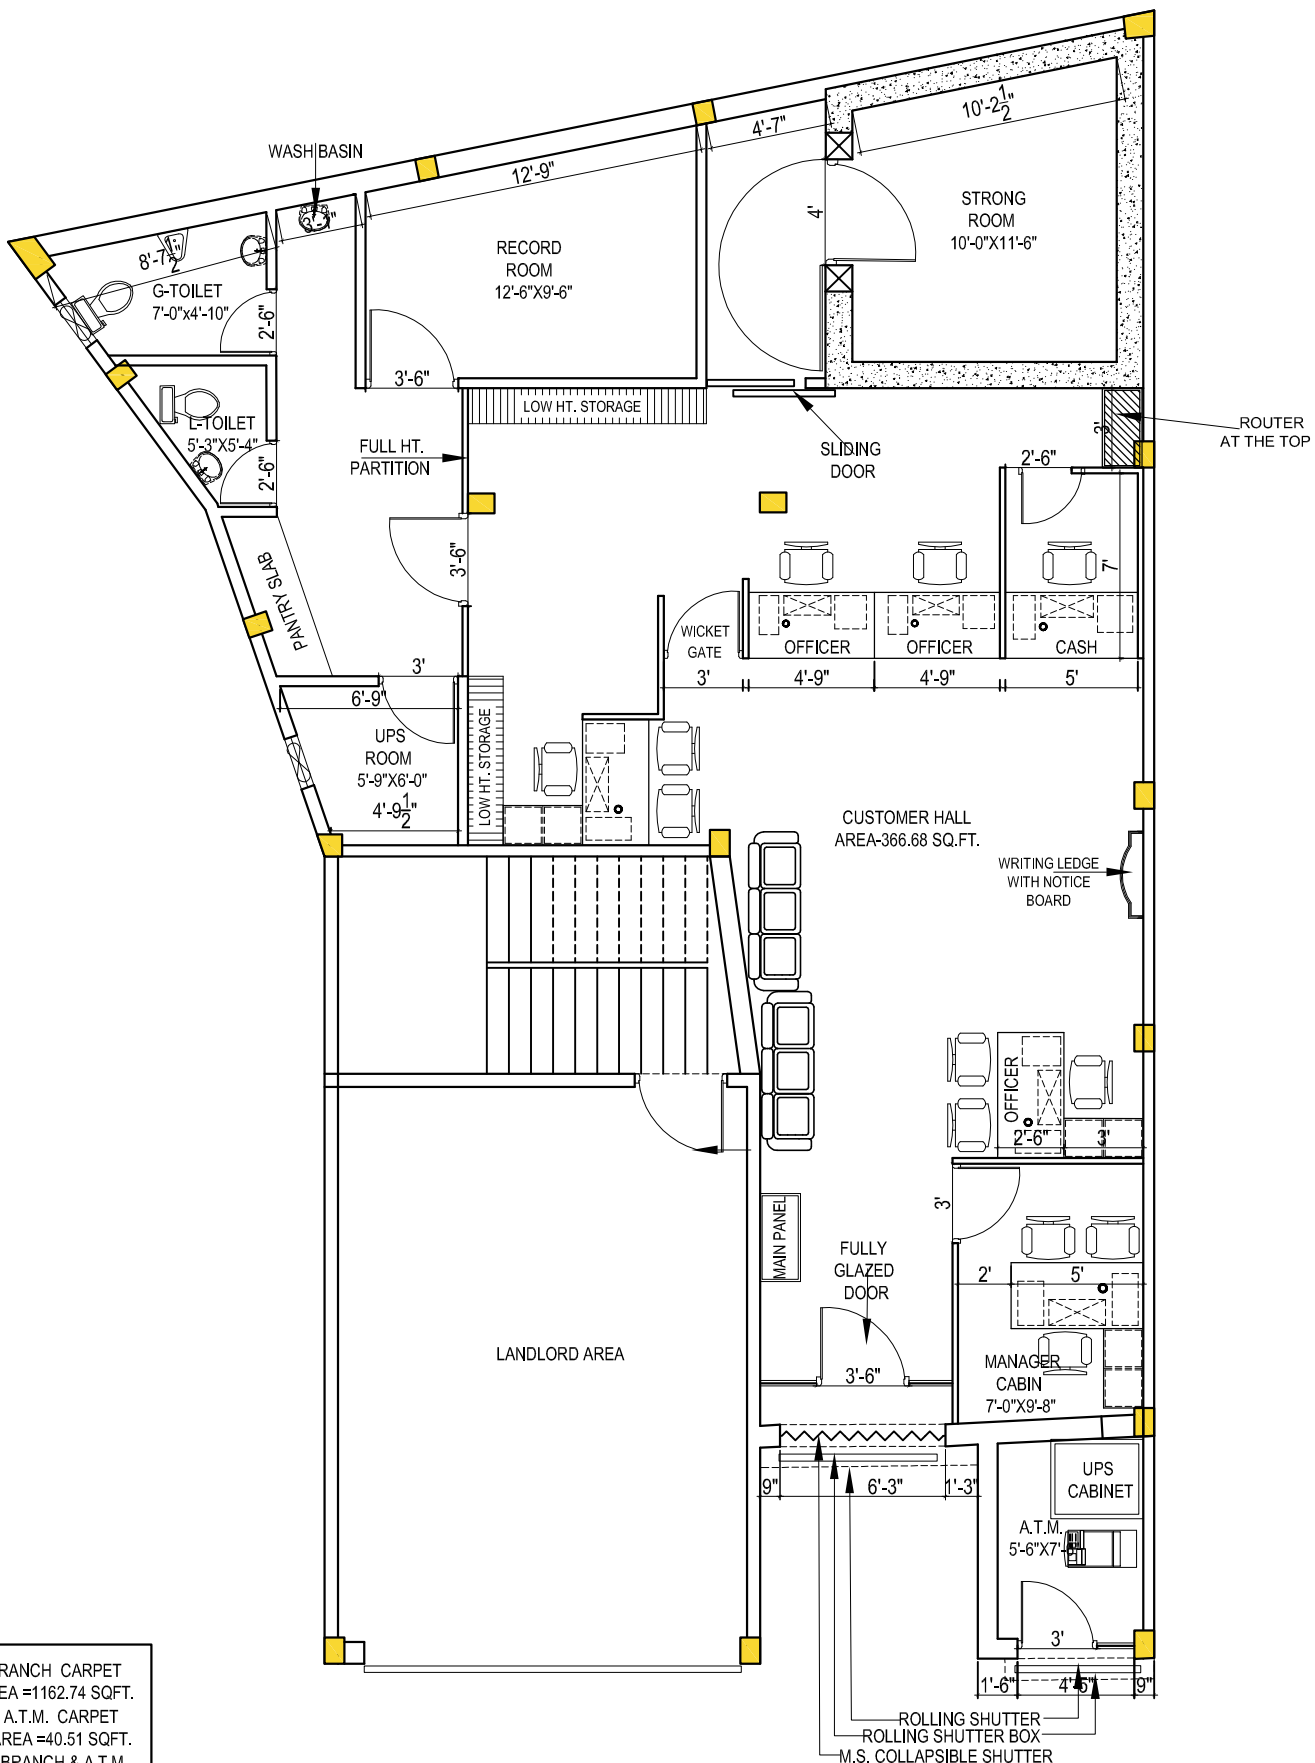 10'-2 1/2"
4'-7"
WASH BASIN
12'-9"
STRONG
ROOM
10'-0"X11'-6"
4'
RECORD
ROOM
12'-6"X9'-6"
8'-7 1/2"
G-TOILET
7'-0"x4'-10"
2'-6"
3'-6"
LOW HT. STORAGE
L-TOILET
5'-3"X5'-4"
2'-6"
FULL HT.
PARTITION
SLIDING
DOOR
3'
ROUTER
AT THE TOP
2'-6"
7'
3'-6"
PANTRY SLAB
WICKET
GATE
OFFICER
OFFICER
CASH
3'
4'-9"
4'-9"
5'
3'
6'-9"
UPS
ROOM
5'-9"X6'-0"
4'-9 1/2"
LOW HT. STORAGE
CUSTOMER HALL
AREA-366.68 SQ.FT.
WRITING LEDGE
WITH NOTICE
BOARD
OFFICER
2'-6"
3'
3'
MAIN PANEL
FULLY
GLAZED
DOOR
2'
5'
3'-6"
MANAGER
CABIN
7'-0"X9'-8"
LANDLORD AREA
9"
6'-3"
1'-3"
UPS
CABINET
A.T.M.
5'-6"X7'-
3'
1'-6"
4'-6"
9"
ROLLING SHUTTER
ROLLING SHUTTER BOX
M.S. COLLAPSIBLE SHUTTER
RANCH CARPET
EA =1162.74 SQFT.
A.T.M. CARPET
AREA =40.51 SQFT.
BRANCH & A.T.M.